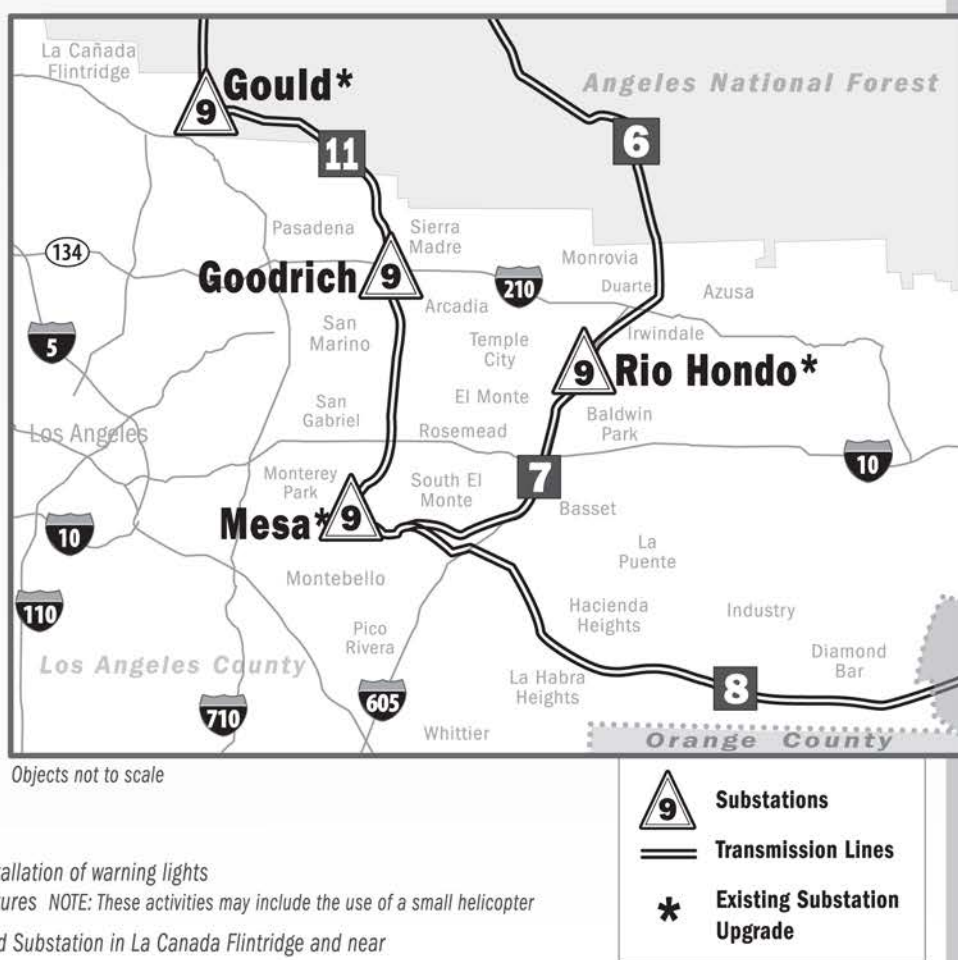 La Cañada
Flintridge
Gould*
9
Angeles National Forest
11
6
134
Pasadena
Sierra
Madre
Goodrich
9
210
Monrovia
Duarte
Azusa
Arcadia
5
San
Marino
Temple
City
Irwindale
9
Rio Hondo*
San
Gabriel
El Monte
Baldwin
Park
Los Angeles
Rosemead
10
Monterey
Park
South El
Monte
7
Basset
Mesa*
9
10
La
Puente
Montebello
110
Hacienda
Heights
Industry
Pico
Rivera
Los Angeles County
Diamond
Bar
La Habra
Heights
8
710
605
Whittier
Orange County
Objects not to scale
9
Substations
Transmission Lines
*
Existing Substation
Upgrade
allation of warning lights
ures NOTE: These activities may include the use of a small helicopter
d Substation in La Canada Flintridge and near